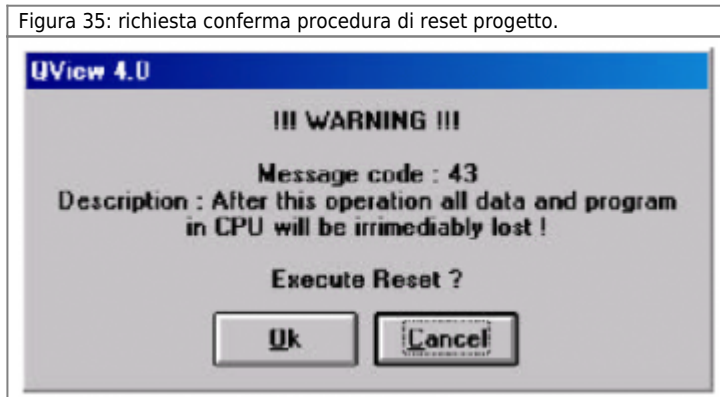 Figura 35: richiesta conferma procedura di reset progetto.
QView 4.0
!!! WARNING !!!
Message code : 43
Description : After this operation all data and program
in CPU will be irrimediably lost !
Execute Reset ?
Ok
Cancel